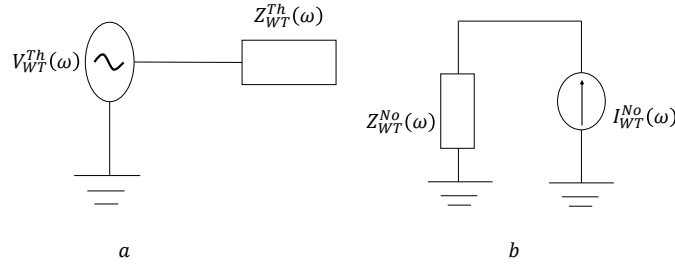 Z_{WT}^{Th}(ω)
V_{WT}^{Th}(ω)
Z_{WT}^{No}(ω)
I_{WT}^{No}(ω)
a
b